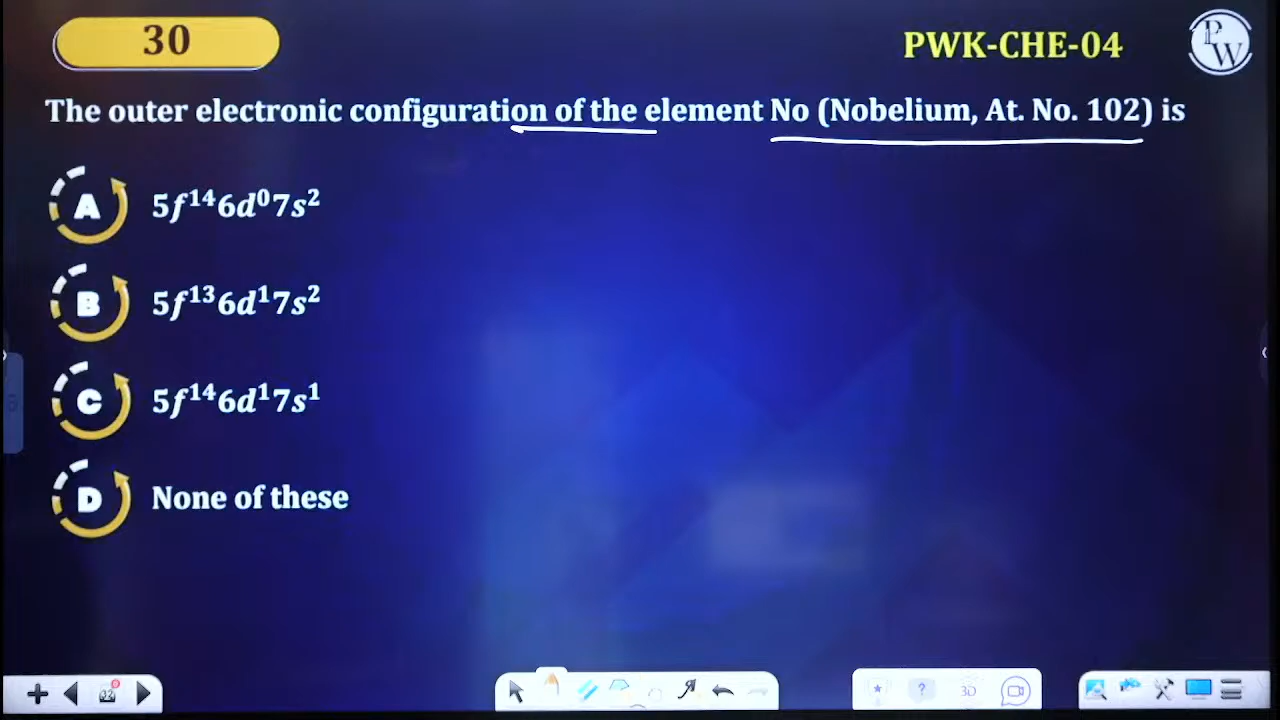 30
PWK-CHE-04
P
W
The outer electronic configuration of the element No (Nobelium, At. No. 102) is
A 5f¹⁴6d⁰7s²
B 5f¹³6d¹7s²
C 5f¹⁴6d¹7s¹
D None of these
3D